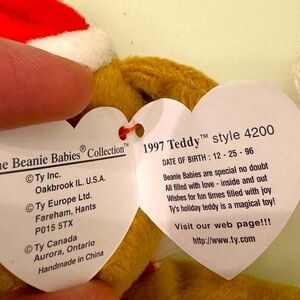 he Beanie Babies® Collection™
© Ty Inc.
Oakbrook IL. U.S.A.
© Ty Europe Ltd.
Fareham, Hants
P015 5TX
© Ty Canada
Aurora, Ontario
Handmade in China
1997 Teddy™ style 4200
DATE OF BIRTH : 12 - 25 - 96
Beanie Babies are special no doubt
All filled with love - inside and out
Wishes for fun times filled with joy
Ty's holiday teddy is a magical toy!
Visit our web page!!!
http://www.ty.com